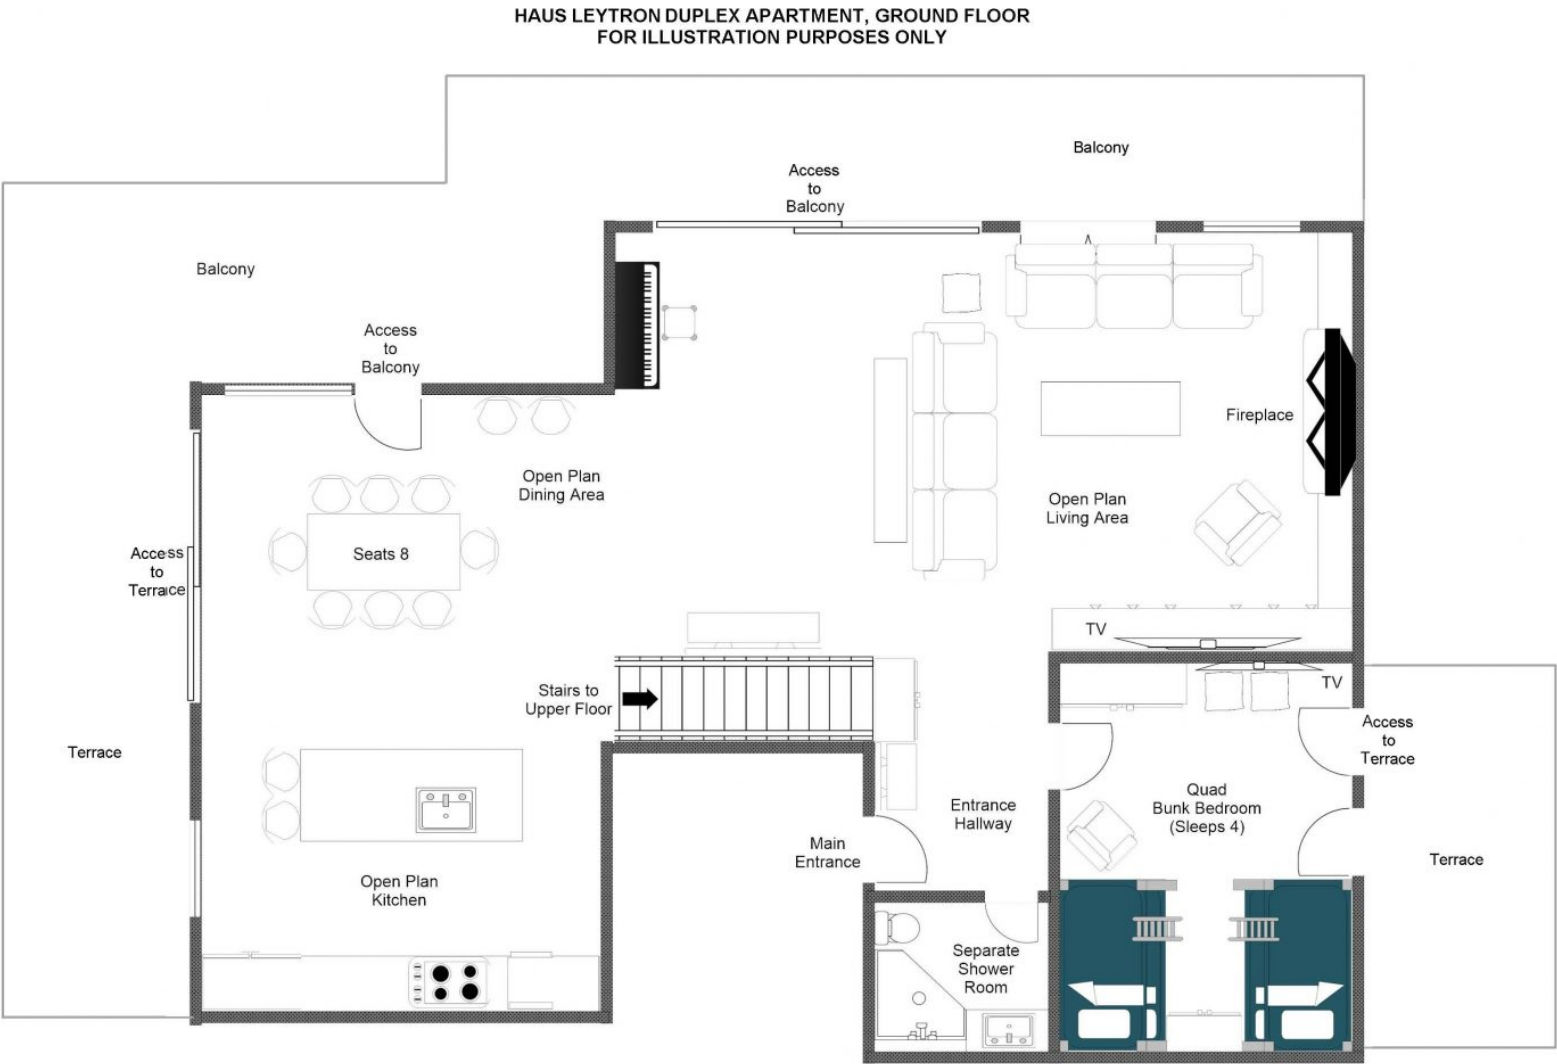 HAUS LEYTRON DUPLEX APARTMENT, GROUND FLOOR
FOR ILLUSTRATION PURPOSES ONLY
Balcony
Access
to
Balcony
Balcony
Access
to
Balcony
Fireplace
Open Plan
Dining Area
Open Plan
Living Area
Seats 8
Access
to
Terrace
TV
TV
Stairs to
Upper Floor
Access
to
Terrace
Terrace
Quad
Bunk Bedroom
(Sleeps 4)
Entrance
Hallway
Main
Entrance
Terrace
Open Plan
Kitchen
Separate
Shower
Room